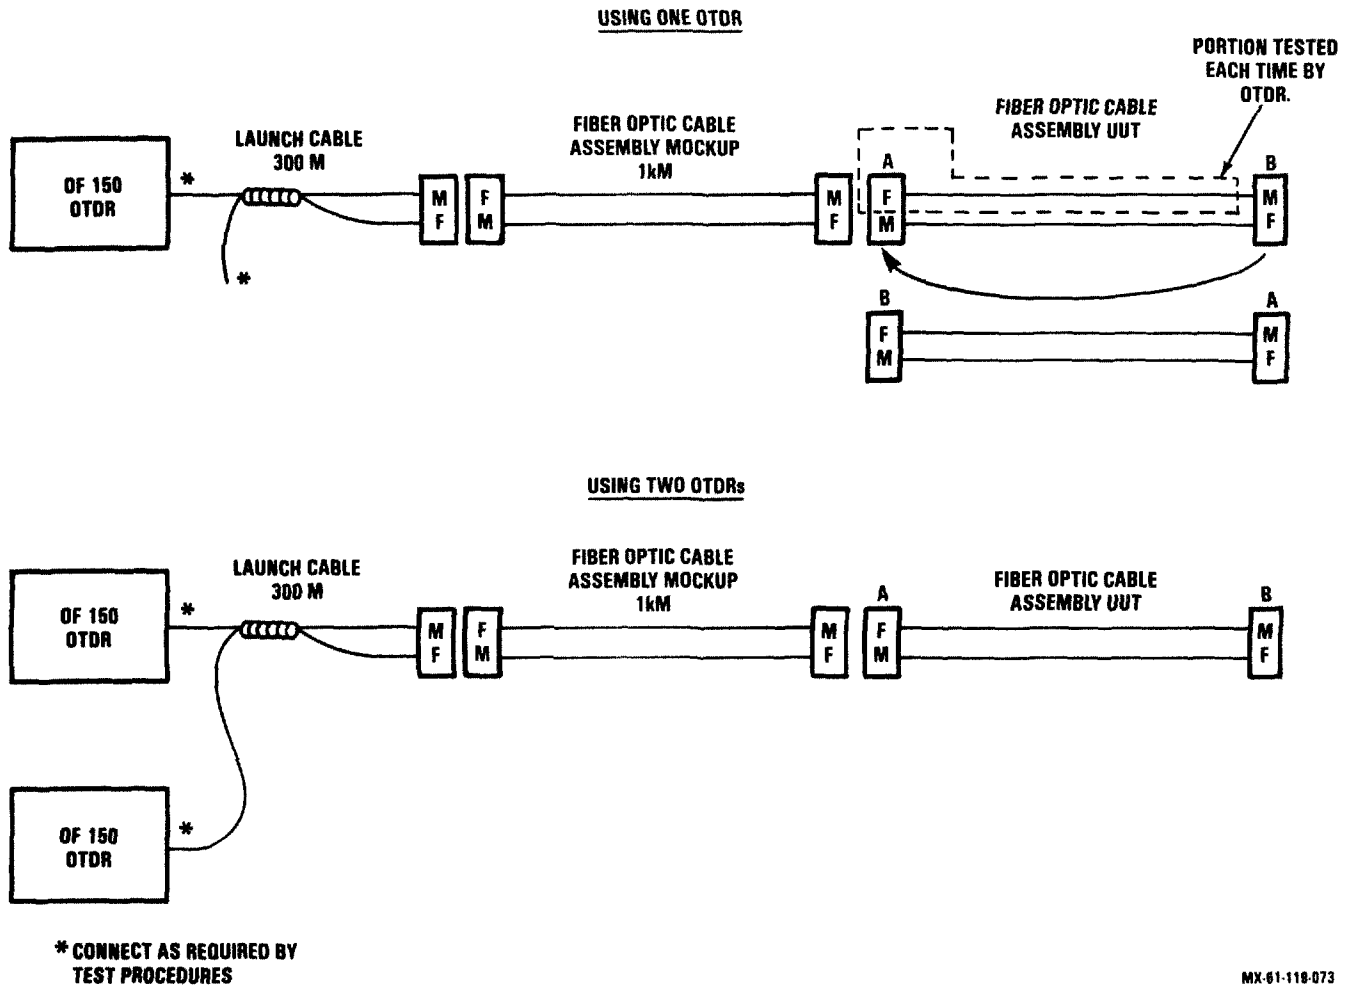 USING ONE OTDR
PORTION TESTED
EACH TIME BY
OTDR.
FIBER OPTIC CABLE
ASSEMBLY UUT
FIBER OPTIC CABLE
ASSEMBLY MOCKUP
1kM
LAUNCH CABLE
300 M
OF 150
OTDR
*
*
M
F
F
M
M
F
A
F
M
B
M
F
B
F
M
A
M
F
USING TWO OTDRs
LAUNCH CABLE
300 M
FIBER OPTIC CABLE
ASSEMBLY MOCKUP
1kM
FIBER OPTIC CABLE
ASSEMBLY UUT
OF 150
OTDR
*
M
F
F
M
M
F
A
F
M
B
M
F
OF 150
OTDR
*
* CONNECT AS REQUIRED BY
TEST PROCEDURES
MX-61-118-073